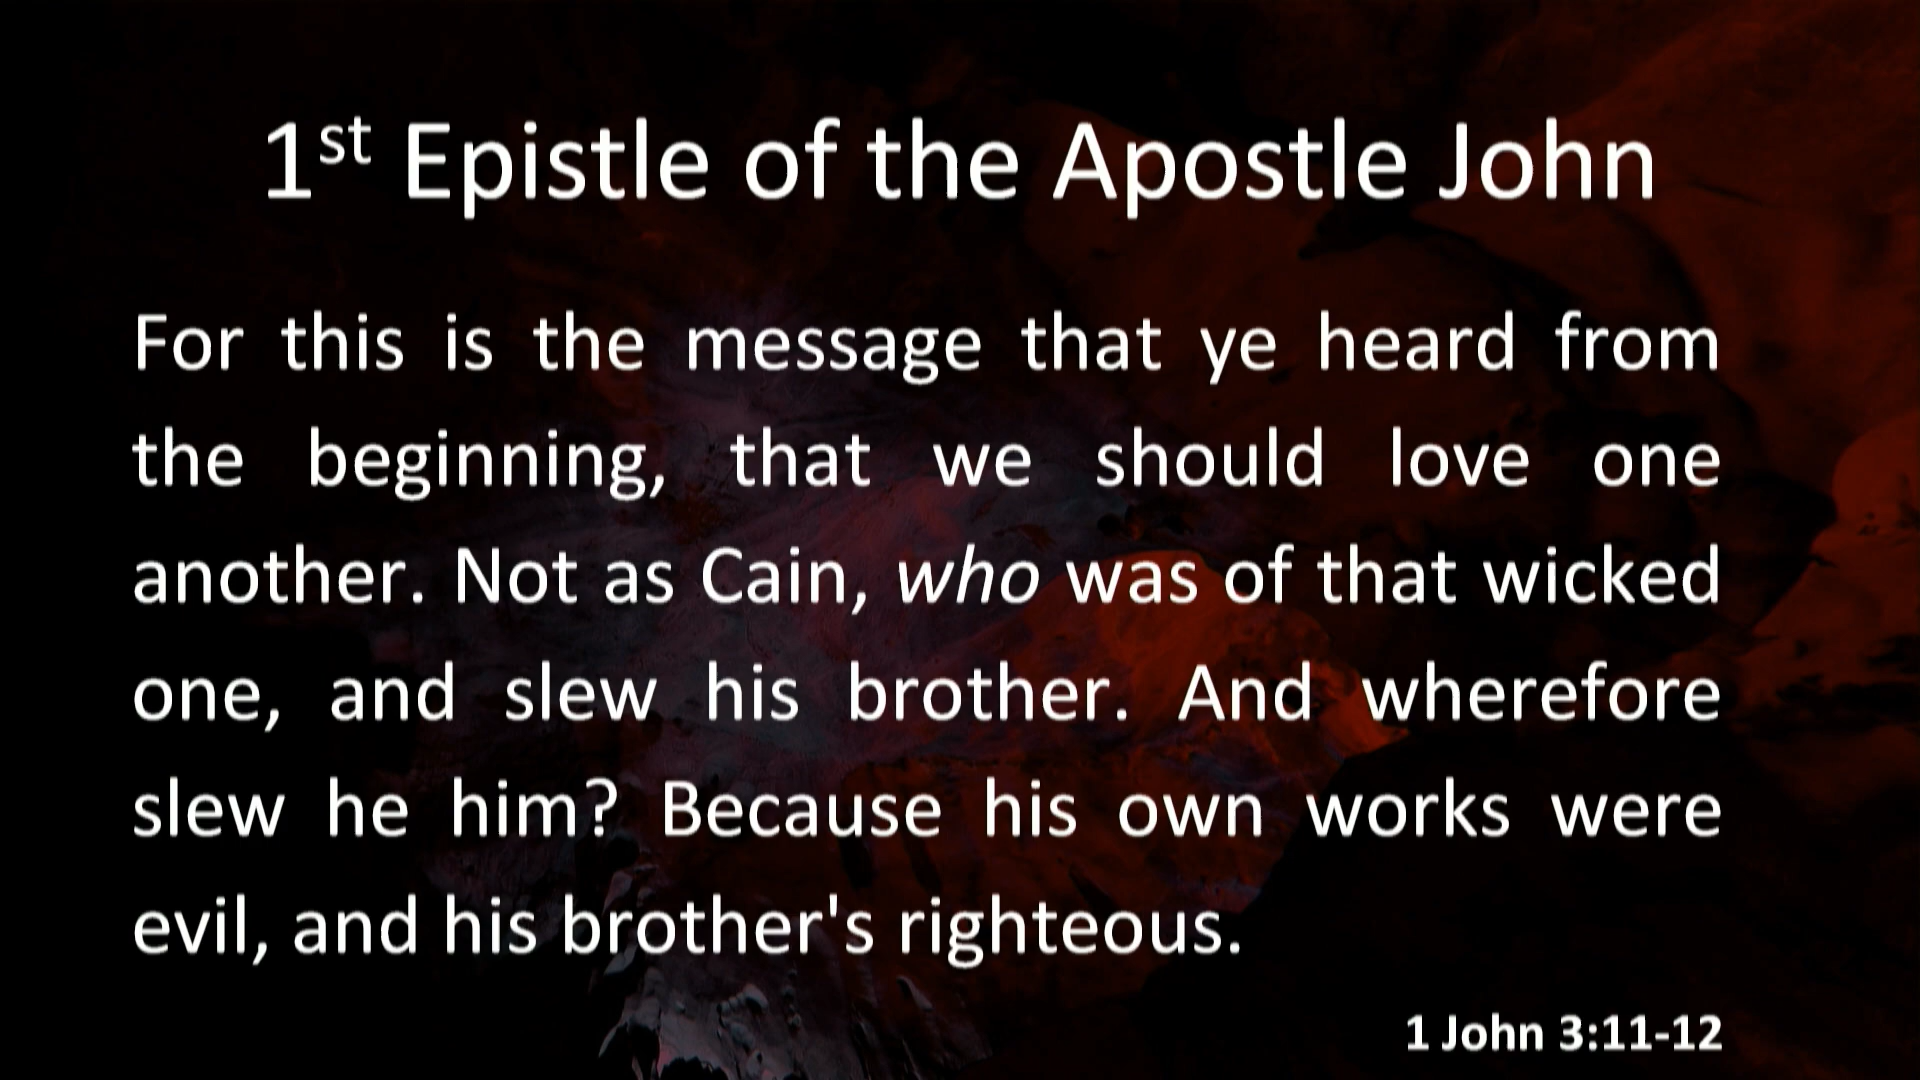 1st Epistle of the Apostle John
For this is the message that ye heard from
the beginning, that we should love one
another. Not as Cain, who was of that wicked
one, and slew his brother. And wherefore
slew he him? Because his own works were
evil, and his brother's righteous.
1 John 3:11-12